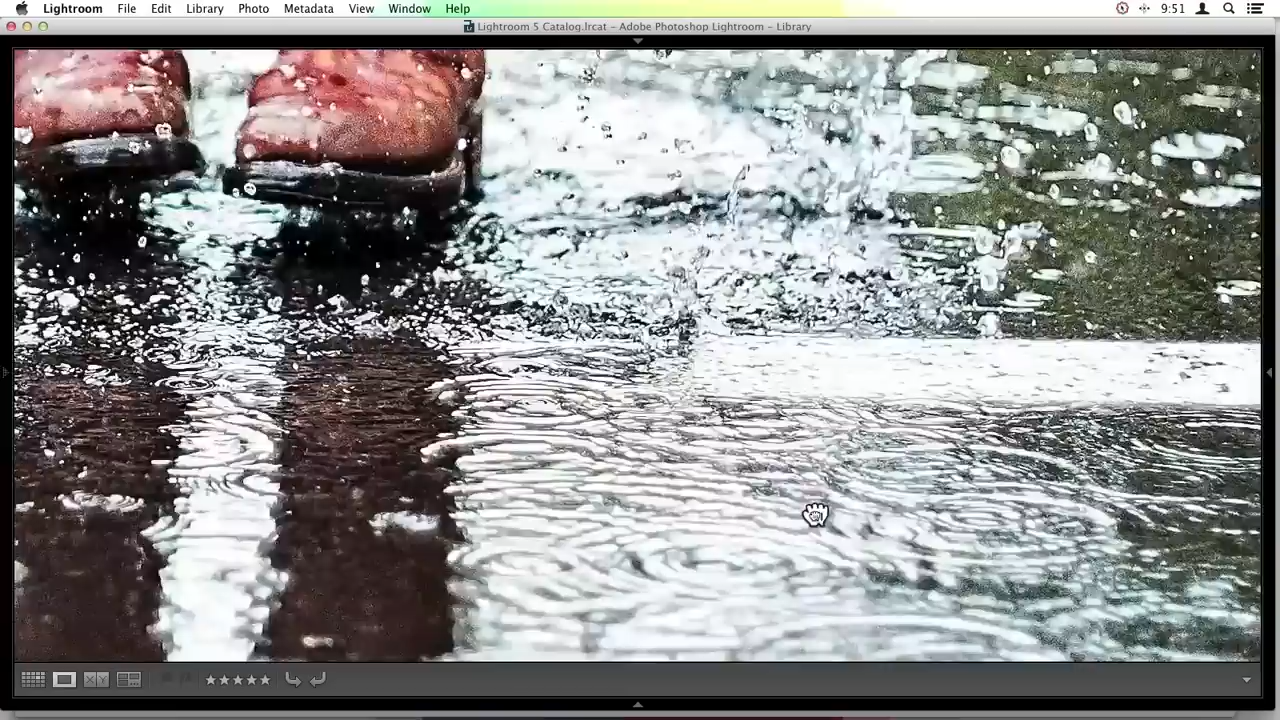 Lightroom File Edit Library Photo Metadata View Window Help 9:51
Lightroom 5 Catalog.lrcat – Adobe Photoshop Lightroom – Library
X Y